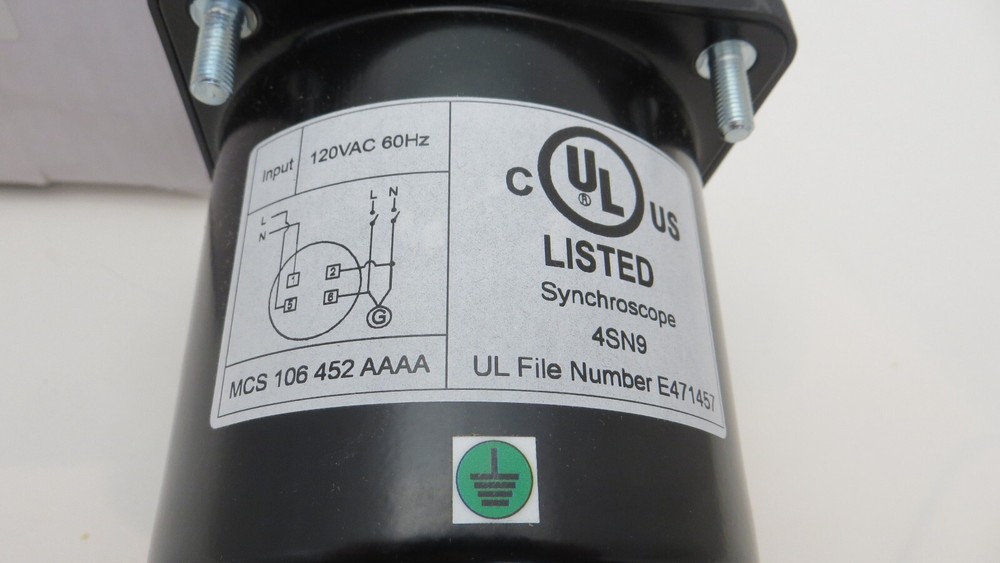 Input 120VAC 60Hz
L N
L
N
1 2
5 6
G
MCS 106 452 AAAA
C UL ® US
LISTED
Synchroscope
4SN9
UL File Number E471457